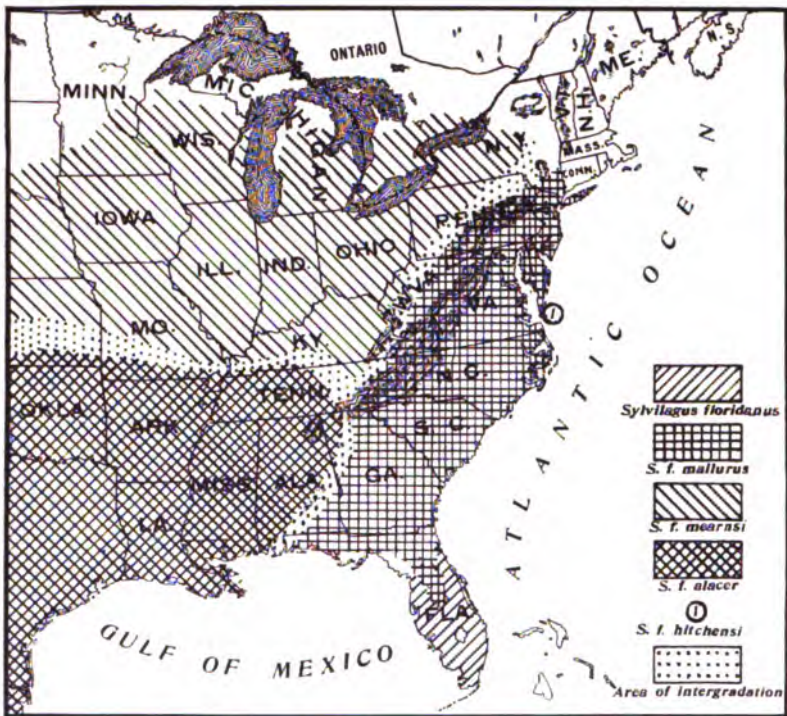 ONTARIO
N.S.
ME.
MINN.
MICHIGAN
WIS.
N.H.
MASS.
CONN.
N.Y.
IOWA
PENN.
ILL.
IND.
OHIO
W.VA.
VA.
MO.
KY.
OKLA.
ARK.
TENN.
N.C.
S.C.
MISS.
ALA.
GA.
LA.
FLA.
ATLANTIC OCEAN
GULF OF MEXICO
1
Sylvilagus floridanus
S. f. mallurus
S. f. mearnsi
S. f. alacer
1
S. f. hitchensi
Area of intergradation